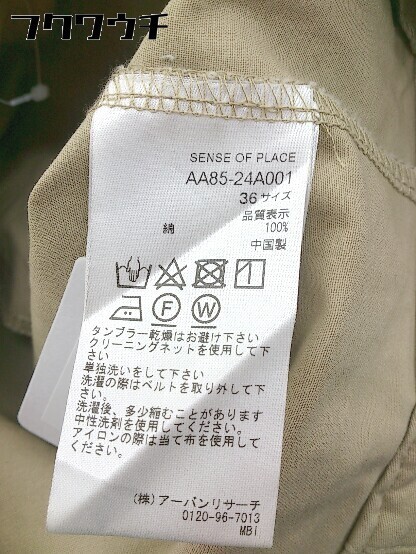 フクウクチ
SENSE OF PLACE
AA85-24A001
36サイズ
品質表示
綿 100%
中国製
F W
タンブラー乾燥はお避け下さい
クリーニングネットを使用して下
さい
単独洗いをして下さい。
洗濯の際はベルトを取り外して下
さい。
洗濯後、多少縮むことがあります
中性洗剤を使用してください。
アイロンの際は当て布を使用して
ください。
(株)アーバンリサーチ
0120-96-7013
MBI